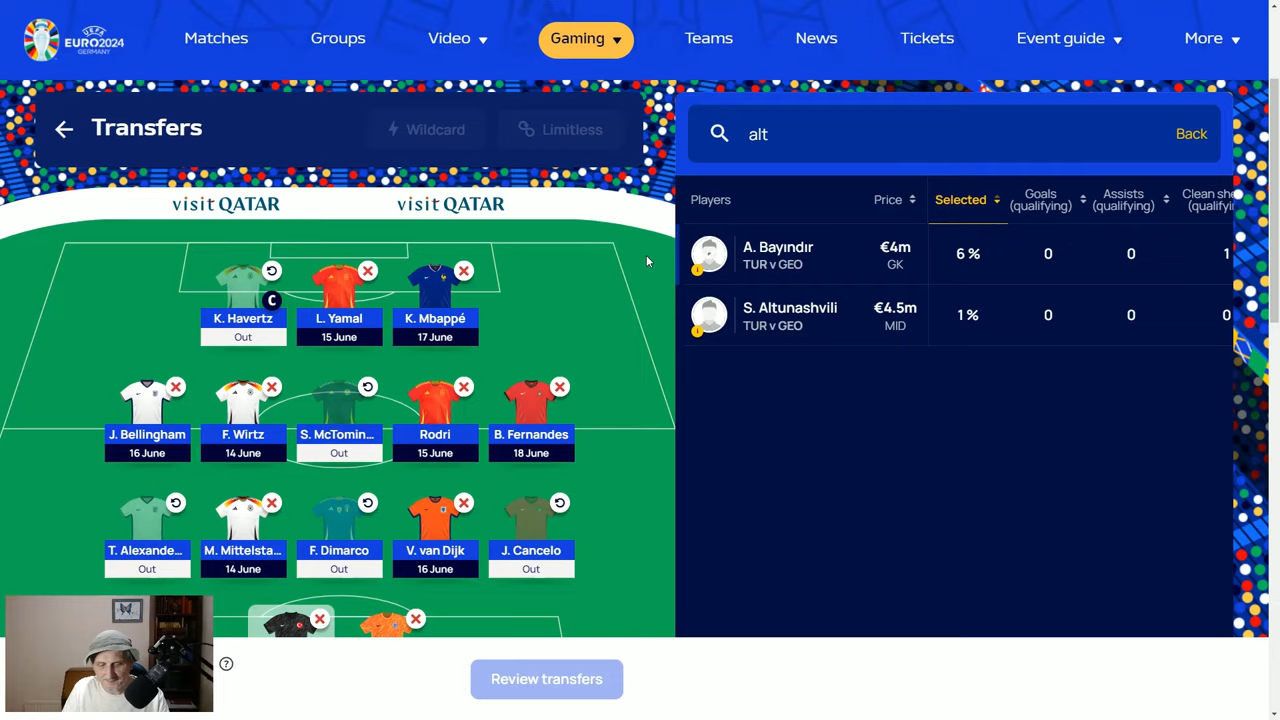 EURO2024
GERMANY
Matches
Groups
Video
Gaming
Teams
News
Tickets
Event guide
More
Transfers
Wildcard
Limitless
alt
Back
visit QATAR
visit QATAR
Players
Price
Selected
Goals
(qualifying)
Assists
(qualifying)
Clean she
(qualifyin
A. Bayındır
TUR v GEO
€4m
GK
6 %
0
0
1
S. Altunashvili
TUR v GEO
€4.5m
MID
1 %
0
0
0
C
K. Havertz
Out
L. Yamal
15 June
K. Mbappé
17 June
J. Bellingham
16 June
F. Wirtz
14 June
S. McTomin...
Out
Rodri
15 June
B. Fernandes
18 June
T. Alexande...
Out
M. Mittelsta...
14 June
F. Dimarco
Out
V. van Dijk
16 June
J. Cancelo
Out
?
Review transfers